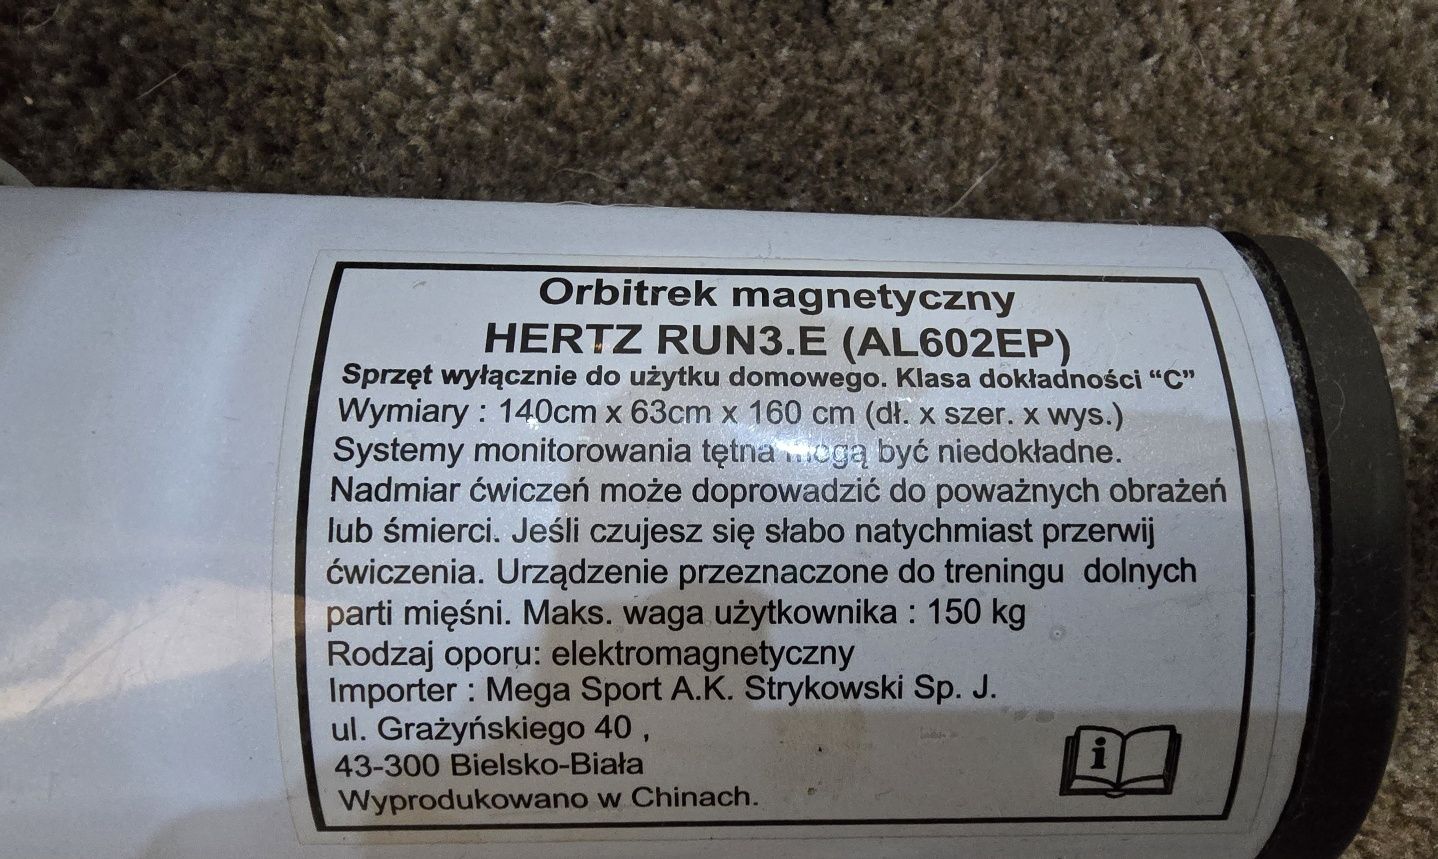 Orbitrek magnetyczny
HERTZ RUN3.E (AL602EP)
Sprzęt wyłącznie do użytku domowego. Klasa dokładności “C”
Wymiary : 140cm x 63cm x 160 cm (dł. x szer. x wys.)
Systemy monitorowania tętna mogą być niedokładne.
Nadmiar ćwiczeń może doprowadzić do poważnych obrażeń
lub śmierci. Jeśli czujesz się słabo natychmiast przerwij
ćwiczenia. Urządzenie przeznaczone do treningu dolnych
parti mięśni. Maks. waga użytkownika : 150 kg
Rodzaj oporu: elektromagnetyczny
Importer : Mega Sport A.K. Strykowski Sp. J.
ul. Grażyńskiego 40 ,
43-300 Bielsko-Biała
Wyprodukowano w Chinach.
i